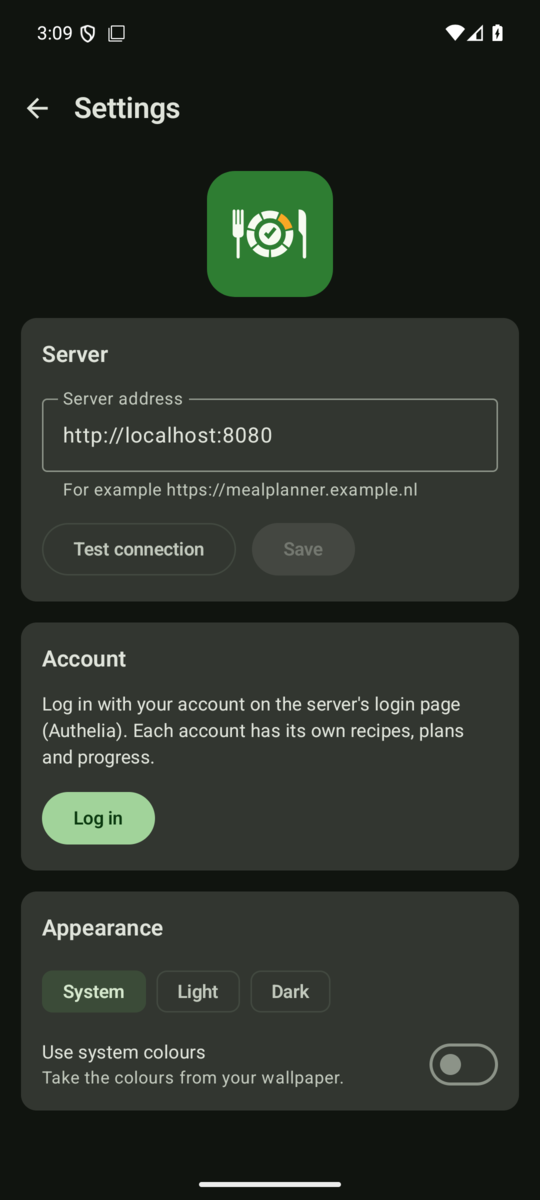 3:09
Settings
Server
Server address
http://localhost:8080
For example https://mealplanner.example.nl
Test connection
Save
Account
Log in with your account on the server's login page
(Authelia). Each account has its own recipes, plans
and progress.
Log in
Appearance
System
Light
Dark
Use system colours
Take the colours from your wallpaper.